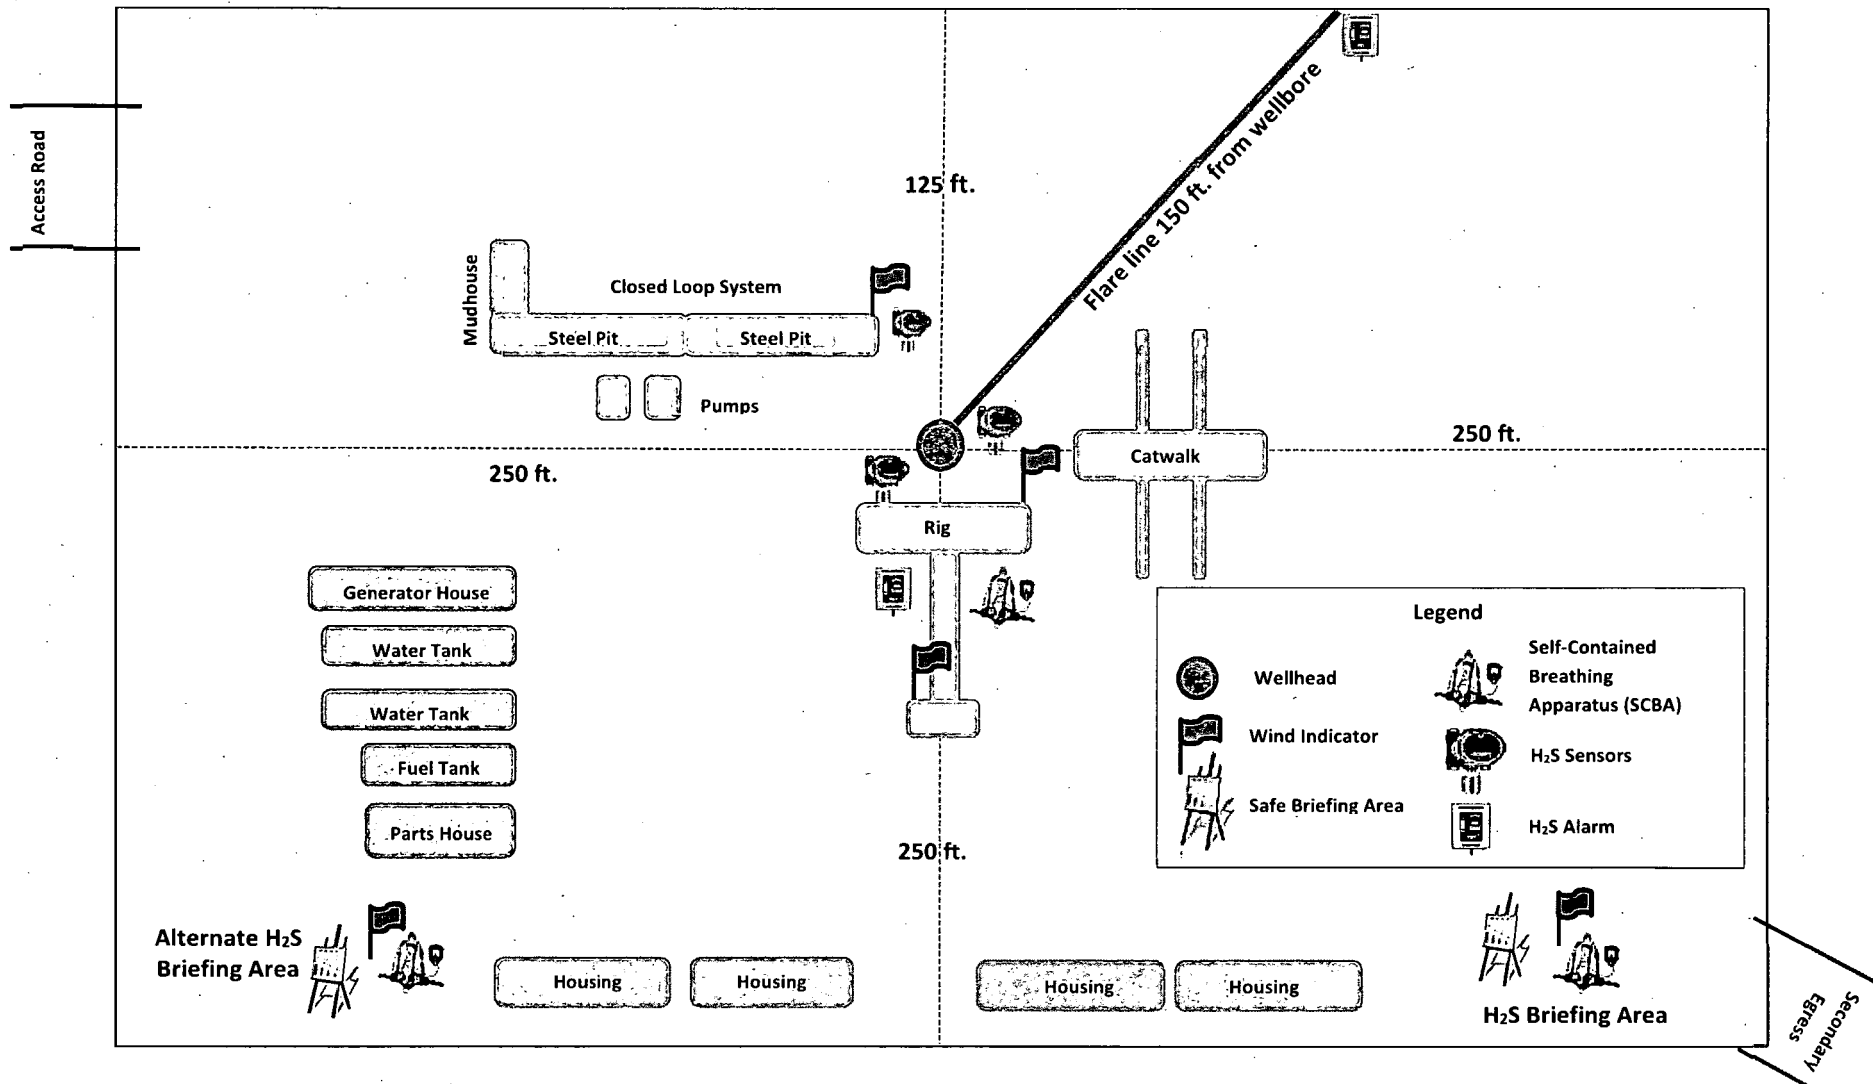 Access Road
125 ft.
Flare line 150 ft. from wellbore
Mudhouse
Closed Loop System
Steel Pit
Steel Pit
Pumps
250 ft.
250 ft.
Catwalk
Rig
Generator House
Water Tank
Water Tank
Fuel Tank
Parts House
250 ft.
Legend
Wellhead
Wind Indicator
Safe Briefing Area
Self-Contained
Breathing
Apparatus (SCBA)
H₂S Sensors
H₂S Alarm
Alternate H₂S
Briefing Area
Housing
Housing
Housing
Housing
H₂S Briefing Area
Secondary
Egress